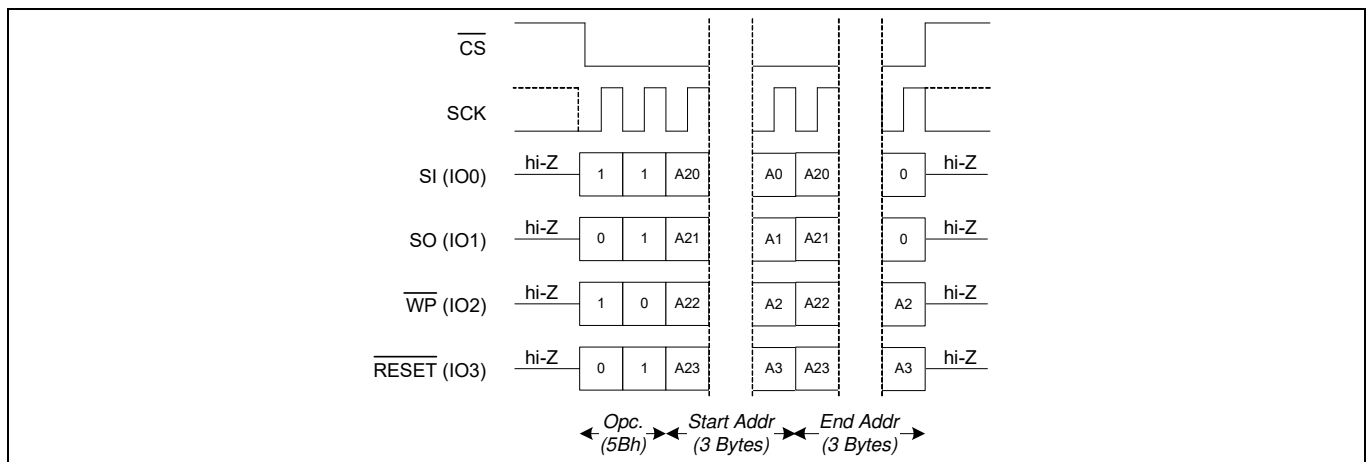 CS
SCK
hi-Z hi-Z
SI (IO0) 1 1 A20 A0 A20 0
hi-Z hi-Z
SO (IO1) 0 1 A21 A1 A21 0
hi-Z hi-Z
WP (IO2) 1 0 A22 A2 A22 A2
hi-Z hi-Z
RESET (IO3) 0 1 A23 A3 A23 A3
Opc. Start Addr End Addr
(5Bh) (3 Bytes) (3 Bytes)